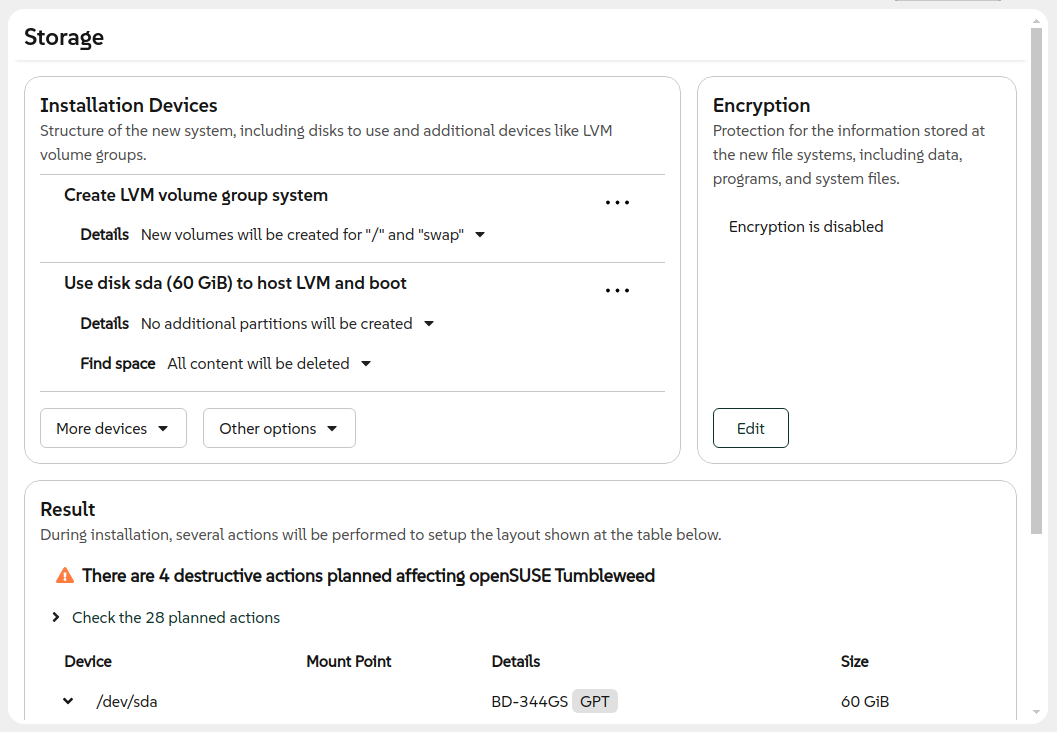 Storage
Installation Devices
Structure of the new system, including disks to use and additional devices like LVM
volume groups.
Create LVM volume group system
Details New volumes will be created for "/" and "swap"
Use disk sda (60 GiB) to host LVM and boot
Details No additional partitions will be created
Find space All content will be deleted
More devices
Other options
Encryption
Protection for the information stored at
the new file systems, including data,
programs, and system files.
Encryption is disabled
Edit
Result
During installation, several actions will be performed to setup the layout shown at the table below.
There are 4 destructive actions planned affecting openSUSE Tumbleweed
Check the 28 planned actions
Device Mount Point Details Size
/dev/sda BD-344GS GPT 60 GiB